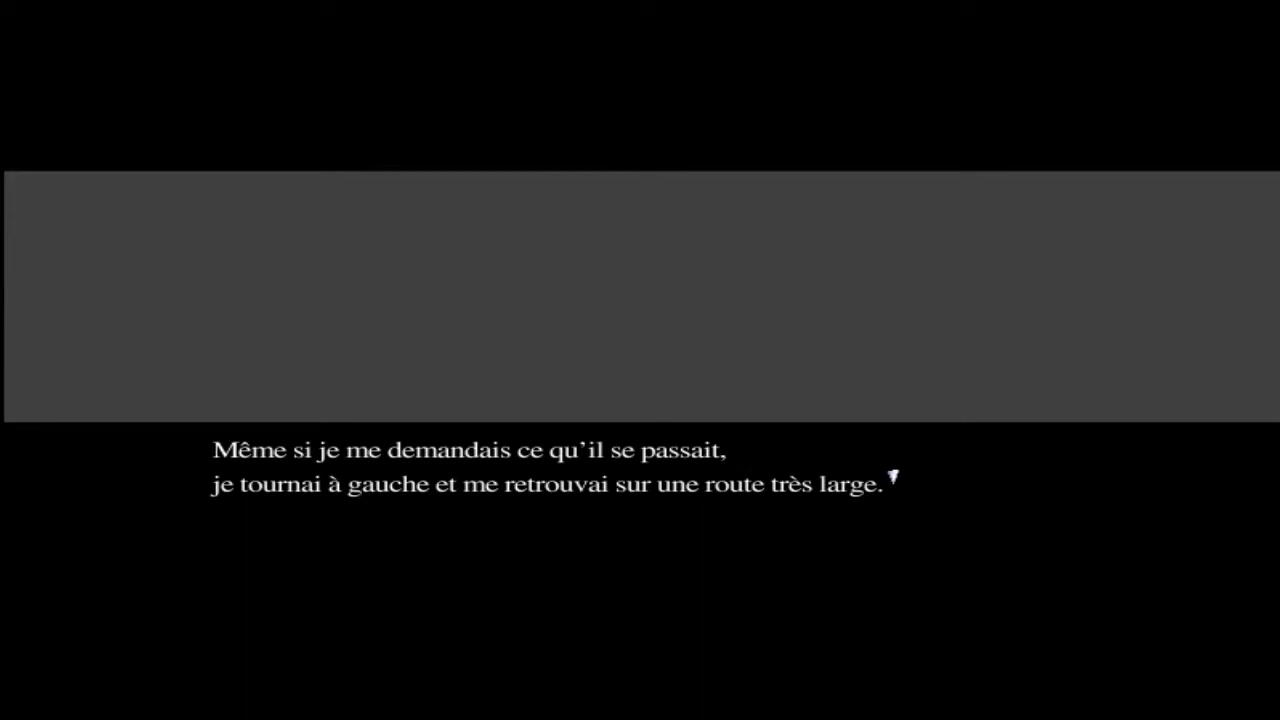 Même si je me demandais ce qu’il se passait,
je tournai à gauche et me retrouvai sur une route très large.